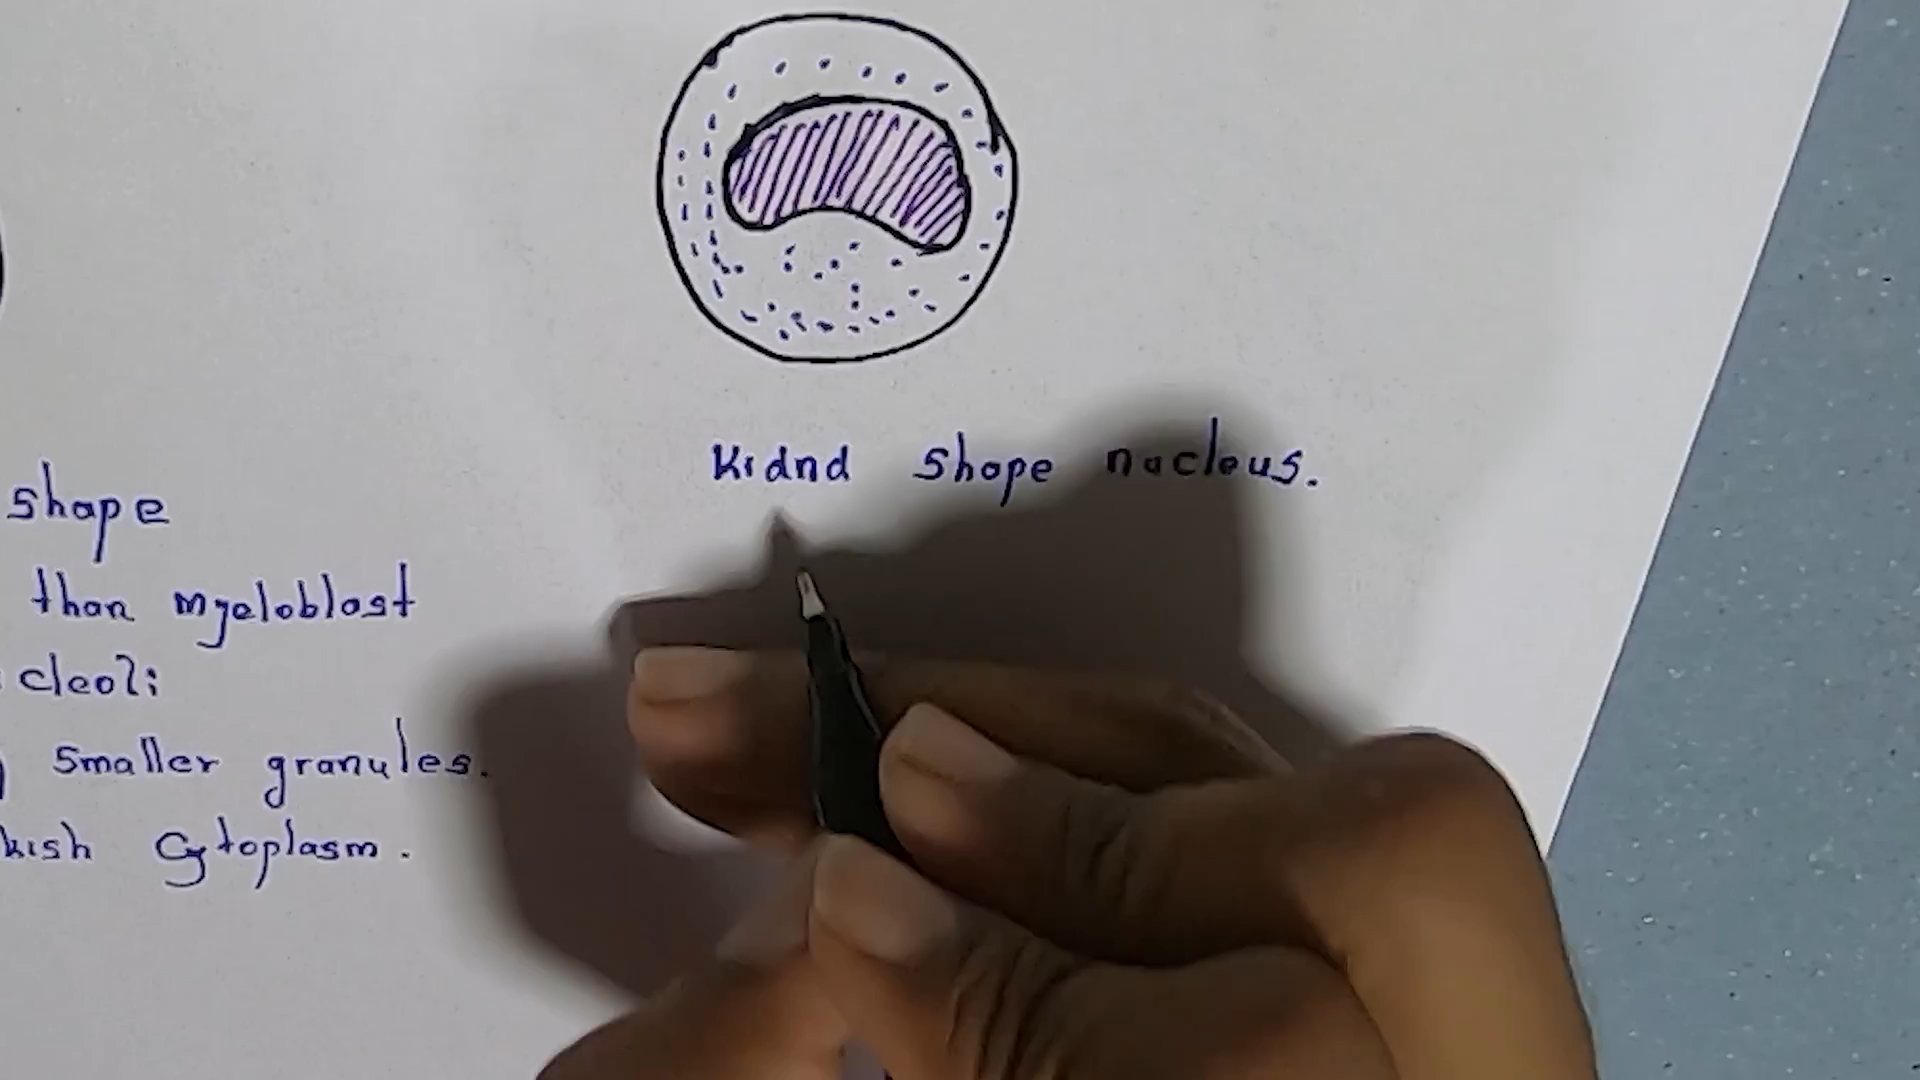 Kidnd shape nucleus.
shape
than myeloblast
cleoli
smaller granules.
kish Cytoplasm.